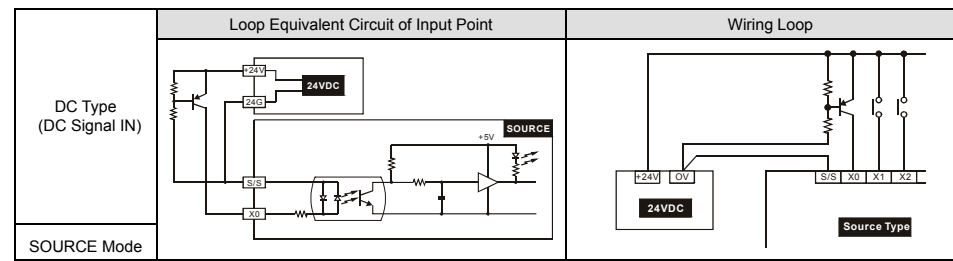 Loop Equivalent Circuit of Input Point
Wiring Loop
DC Type
(DC Signal IN)
SOURCE Mode
+24V
24VDC
24G
SOURCE
+5V
S/S
X0
+24V
0V
S/S
X0
X1
X2
24VDC
Source Type